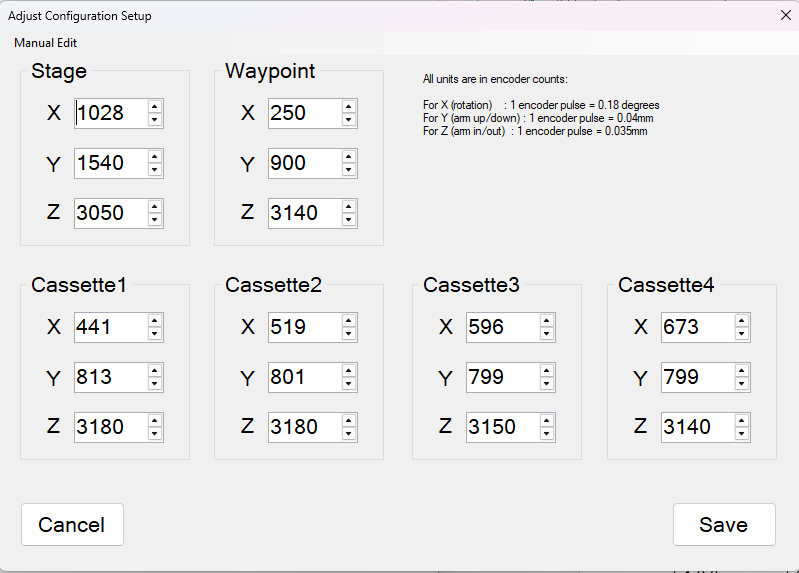 Adjust Configuration Setup
Manual Edit
Stage
X 1028
Y 1540
Z 3050
Waypoint
X 250
Y 900
Z 3140
All units are in encoder counts:
For X (rotation) : 1 encoder pulse = 0.18 degrees
For Y (arm up/down) : 1 encoder pulse = 0.04mm
For Z (arm in/out) : 1 encoder pulse = 0.035mm
Cassette1
X 441
Y 813
Z 3180
Cassette2
X 519
Y 801
Z 3180
Cassette3
X 596
Y 799
Z 3150
Cassette4
X 673
Y 799
Z 3140
Cancel
Save